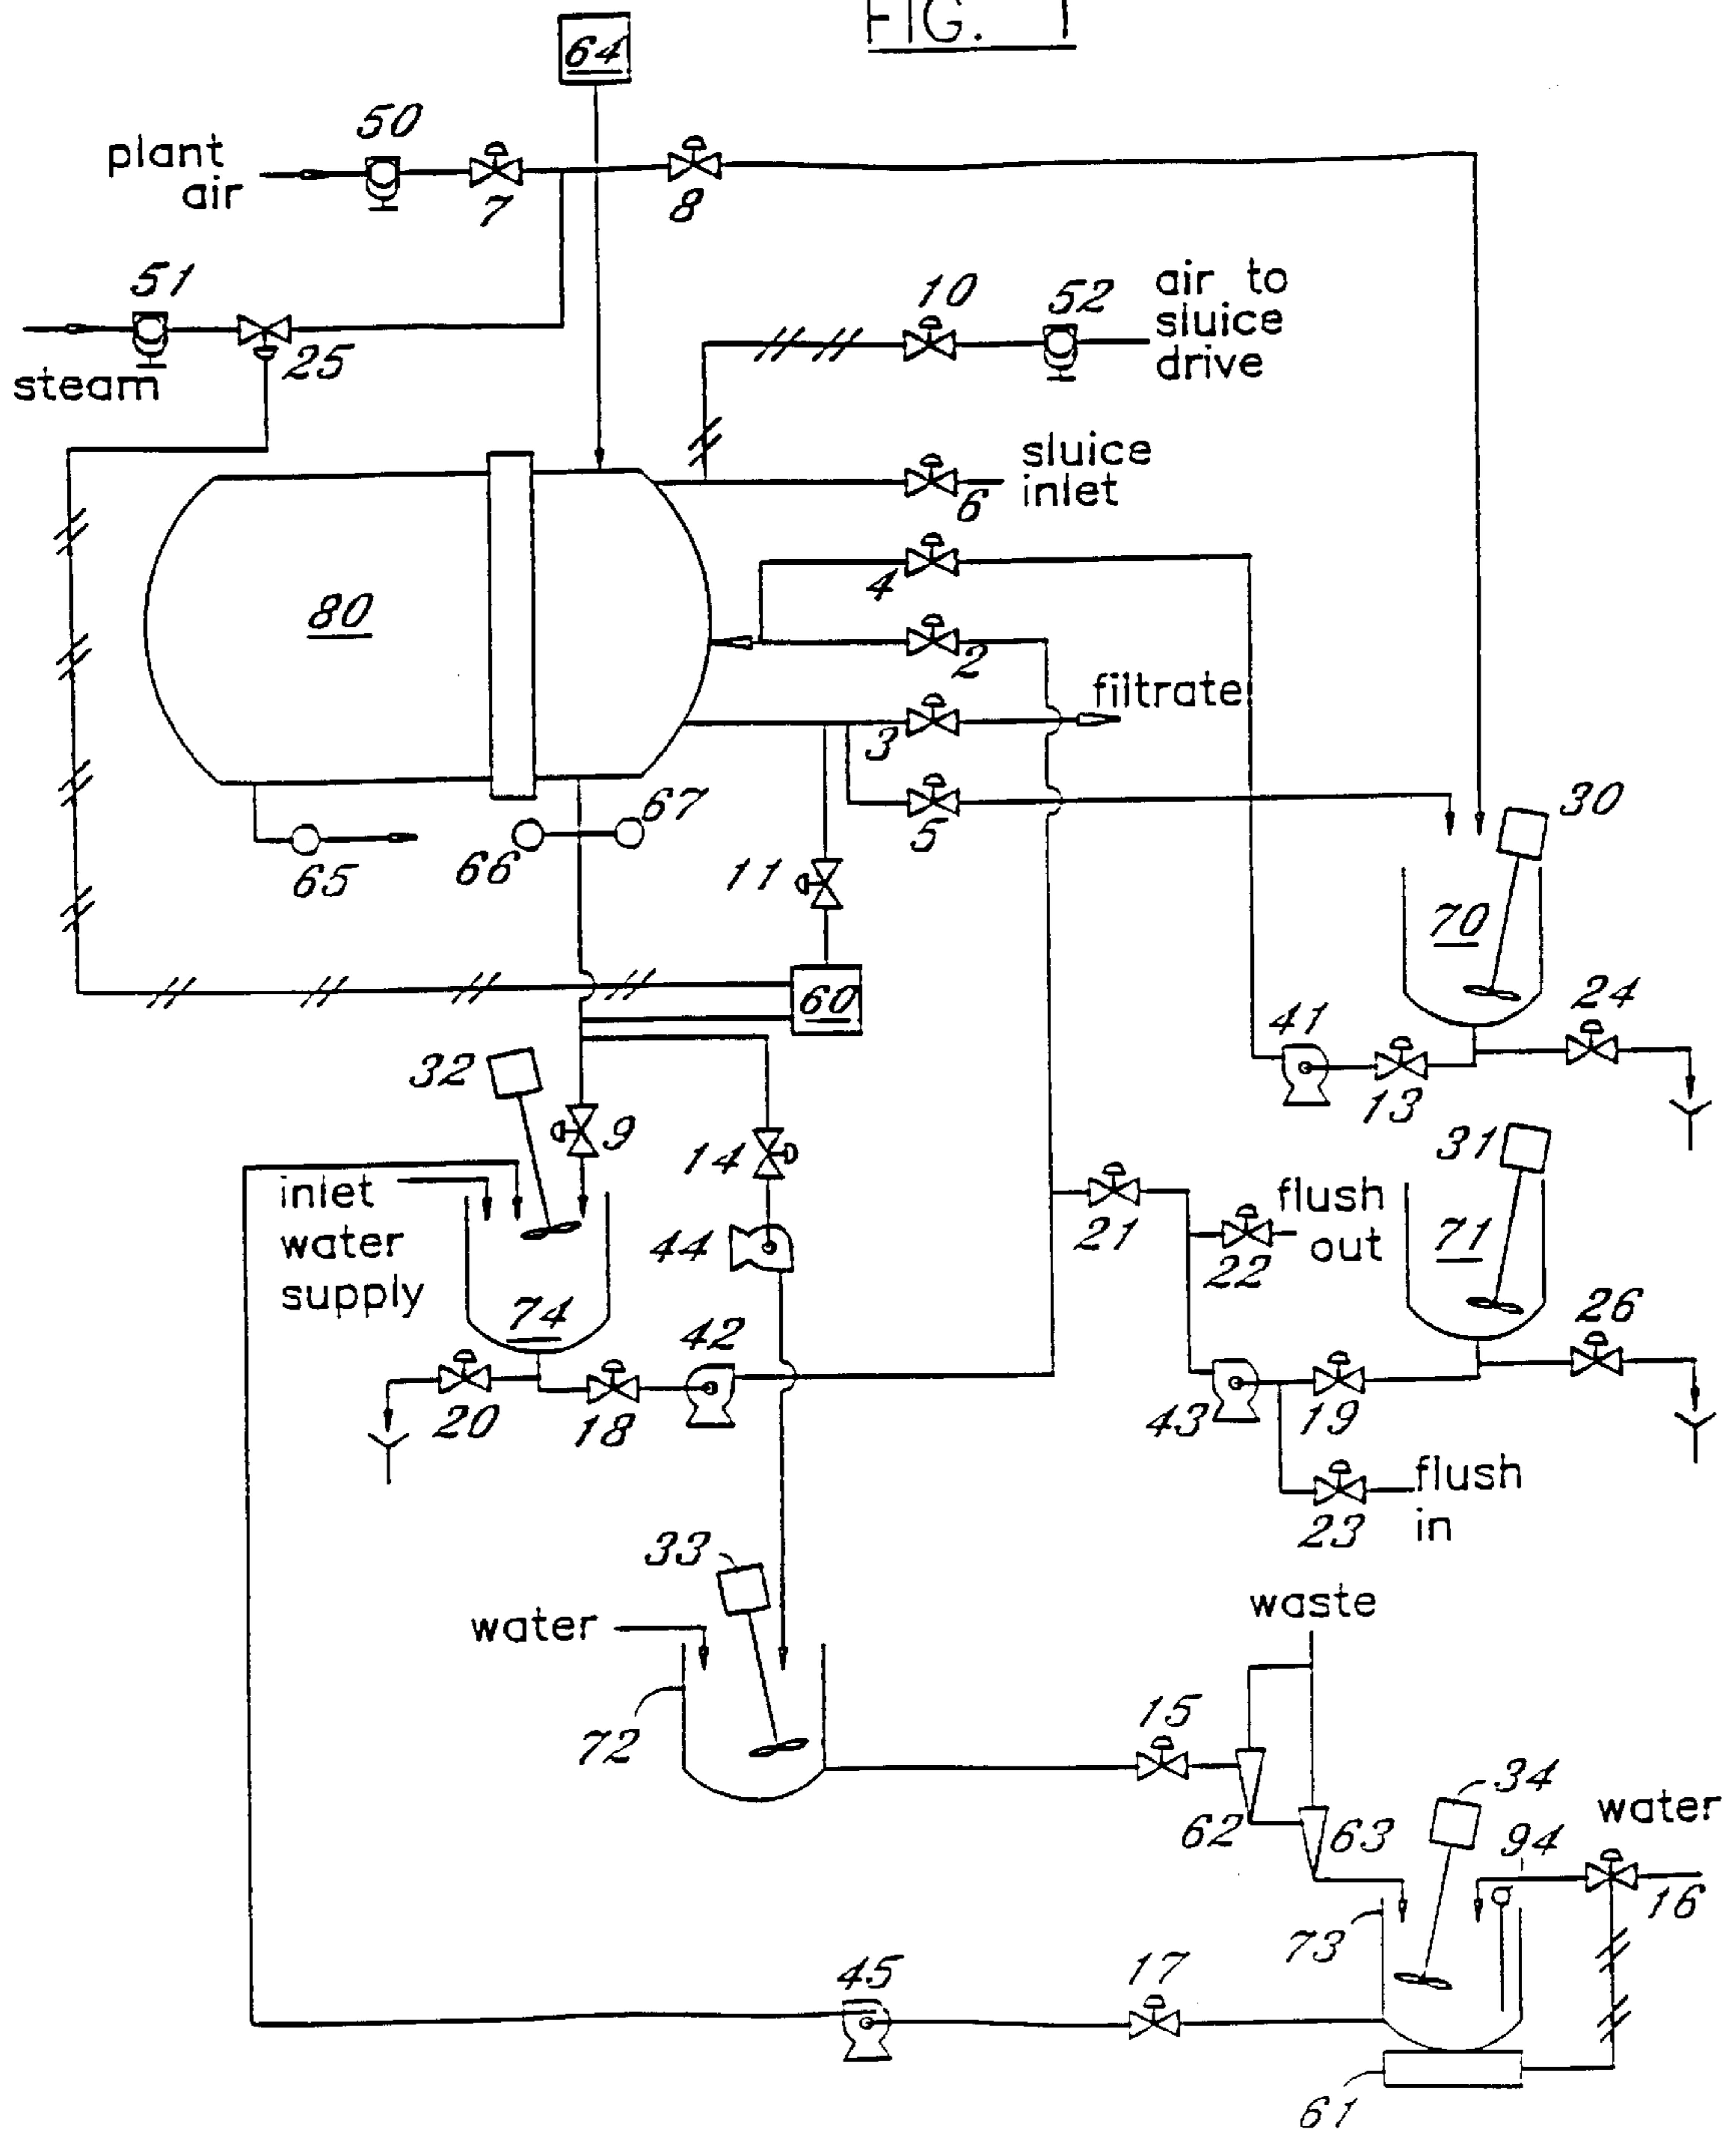 FIG. 1
64
50
plant
air
7
8
51
steam
25
10
52
air to
sluice
drive
sluice
inlet
6
4
80
2
filtrate
3
5
67
66
65
11
30
70
60
24
41
13
32
9
14
31
inlet
water
supply
21
flush
out
22
71
44
74
42
26
20
18
43
19
flush
in
23
33
water
waste
72
15
62
63
34
94
water
16
73
45
17
61